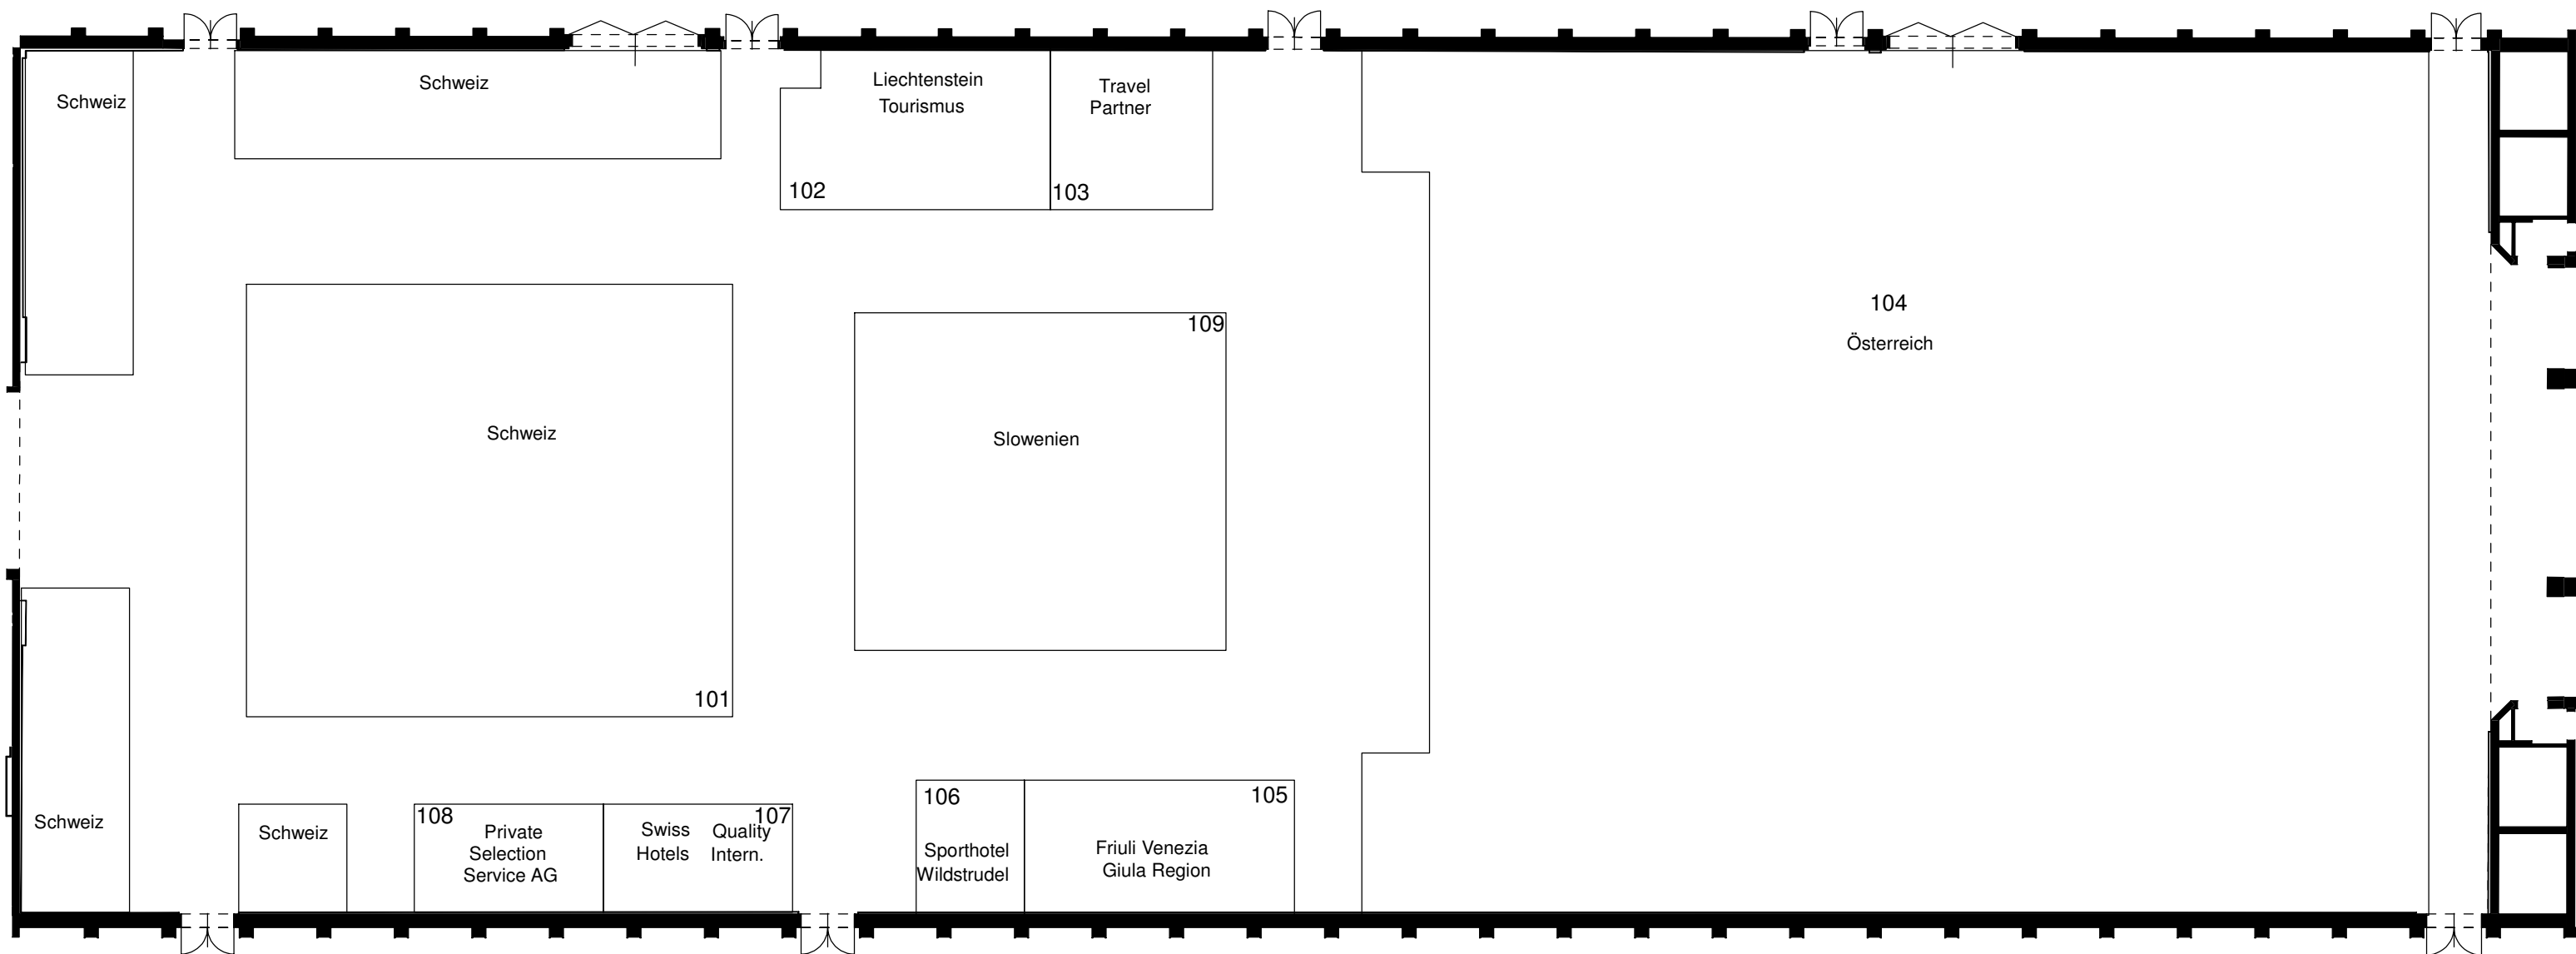 Schweiz
Schweiz
Liechtenstein
Tourismus
102
Travel
Partner
103
104
Österreich
Schweiz
101
109
Slowenien
Schweiz
Schweiz
108
Private
Selection
Service AG
107
Swiss Quality
Hotels Intern.
106
Sporthotel
Wildstrudel
105
Friuli Venezia
Giula Region